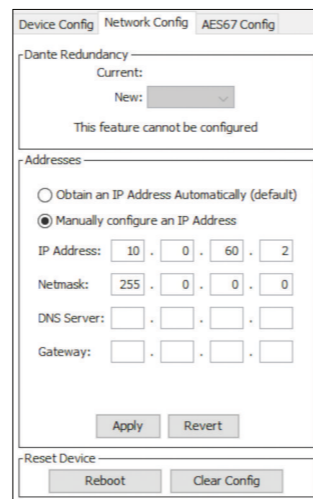 Device Config Network Config AES67 Config
Dante Redundancy
Current:
New:
This feature cannot be configured
Addresses
Obtain an IP Address Automatically (default)
Manually configure an IP Address
IP Address: 10 . 0 . 60 . 2
Netmask: 255 . 0 . 0 . 0
DNS Server: . . .
Gateway: . . .
Apply Revert
Reset Device
Reboot Clear Config